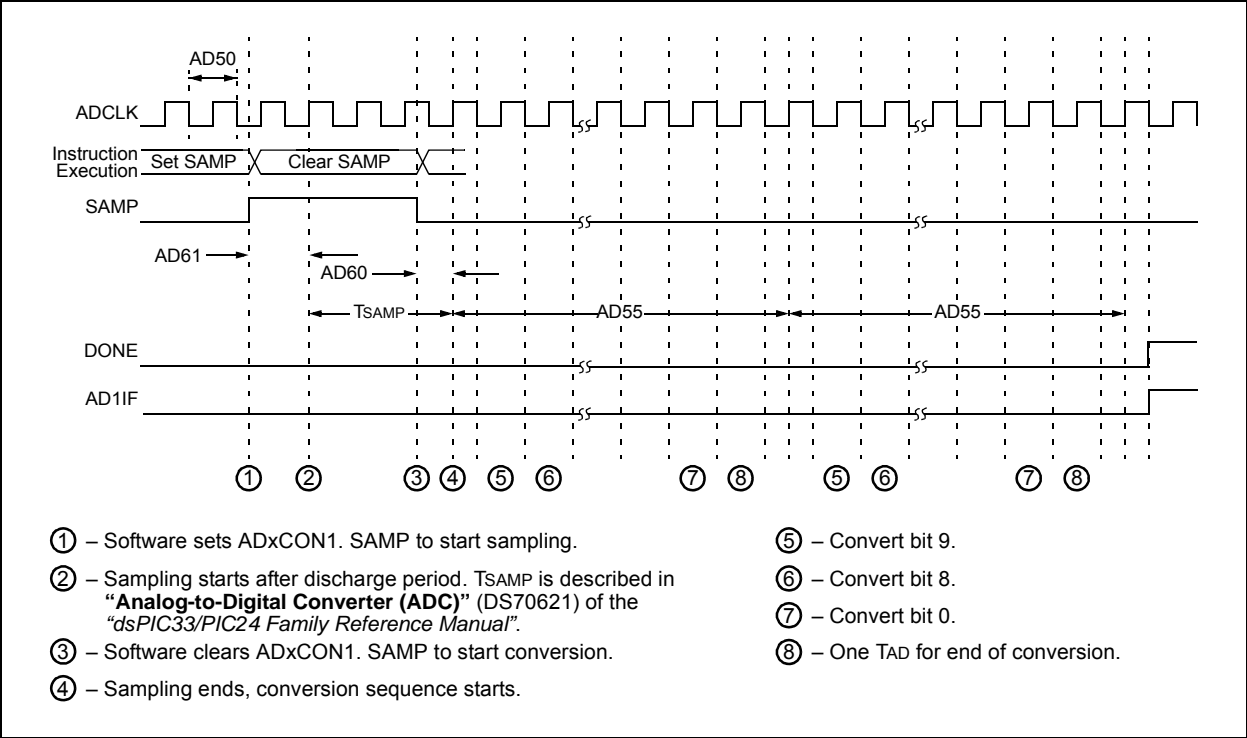 AD50
ADCLK
Instruction
Execution
Set SAMP
Clear SAMP
SAMP
AD61
AD60
TSAMP
AD55
AD55
DONE
AD1IF
1 2 3 4 5 6 7 8 5 6 7 8
1 – Software sets ADxCON1. SAMP to start sampling.
2 – Sampling starts after discharge period. TSAMP is described in
“Analog-to-Digital Converter (ADC)” (DS70621) of the
“dsPIC33/PIC24 Family Reference Manual”.
3 – Software clears ADxCON1. SAMP to start conversion.
4 – Sampling ends, conversion sequence starts.
5 – Convert bit 9.
6 – Convert bit 8.
7 – Convert bit 0.
8 – One TAD for end of conversion.